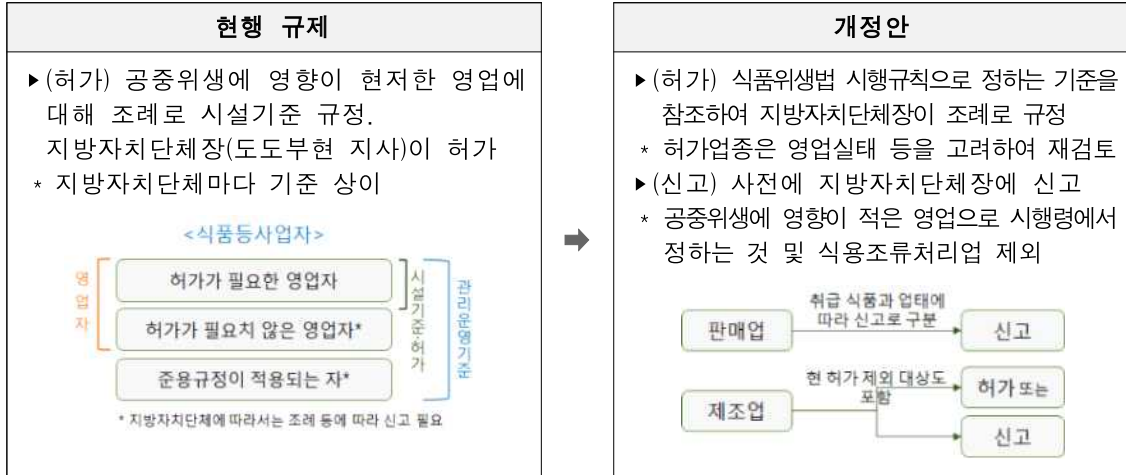 현행 규제
▶(허가) 공중위생에 영향이 현저한 영업에
대해 조례로 시설기준 규정.
지방자치단체장(도도부현 지사)이 허가
* 지방자치단체마다 기준 상이
<식품등사업자>
영업자
허가가 필요한 영업자
허가가 필요치 않은 영업자*
준용규정이 적용되는 자*
시설기준·허가
관리운영기준
* 지방자치단체에 따라서는 조례 등에 따라 신고 필요
➡
개정안
▶(허가) 식품위생법 시행규칙으로 정하는 기준을
참조하여 지방자치단체장이 조례로 규정
* 허가업종은 영업실태 등을 고려하여 재검토
▶(신고) 사전에 지방자치단체장에 신고
* 공중위생에 영향이 적은 영업으로 시행령에서
정하는 것 및 식용조류처리업 제외
판매업
취급 식품과 업태에
따라 신고로 구분
신고
제조업
현 허가 제외 대상도
포함
허가 또는
신고